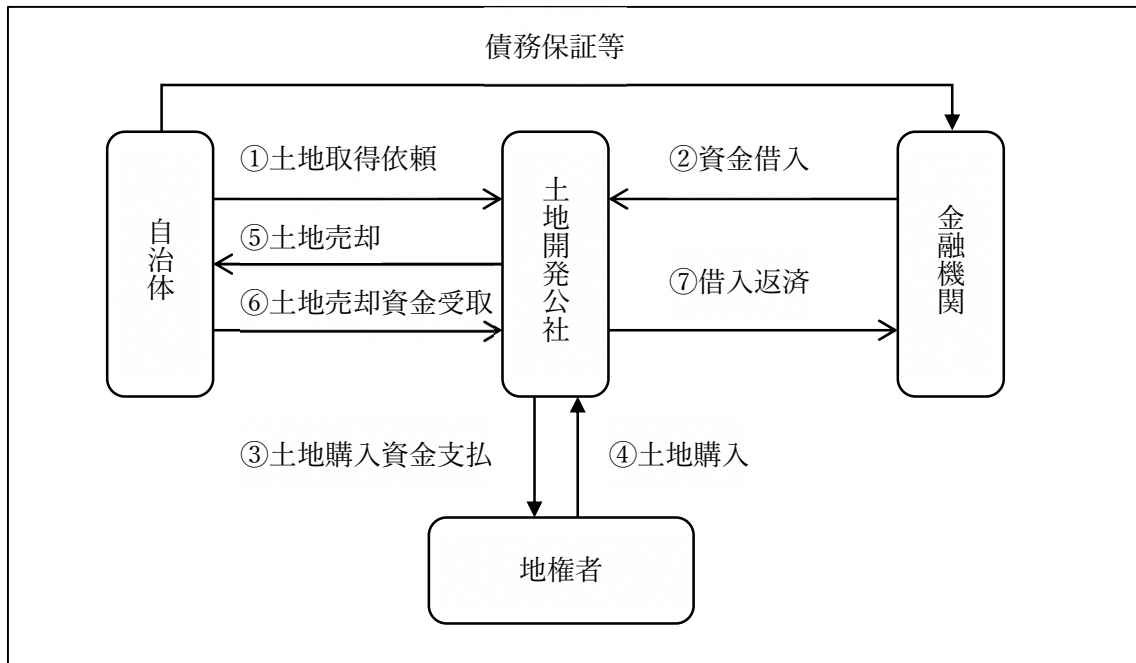 債務保証等
①土地取得依頼
②資金借入
自治体
土地開発公社
金融機関
⑤土地売却
⑦借入返済
⑥土地売却資金受取
③土地購入資金支払
④土地購入
地権者